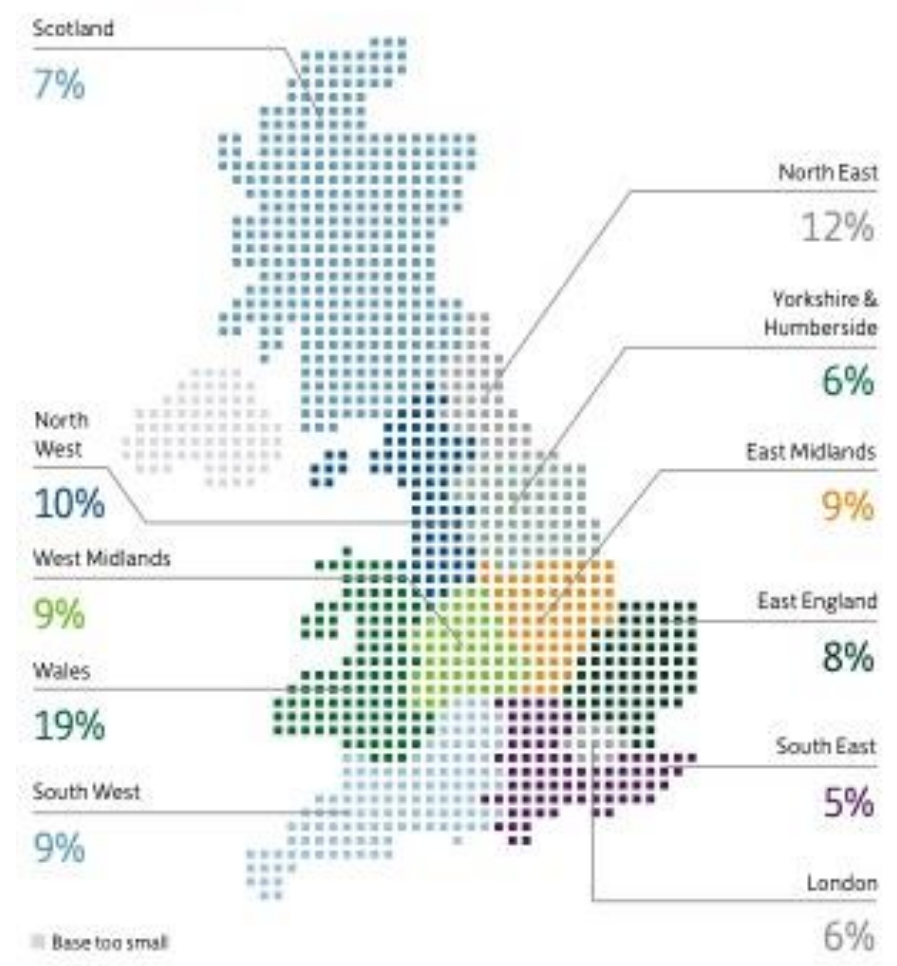 Scotland
7%
North East
12%
Yorkshire &
Humberside
6%
North
West
10%
East Midlands
9%
West Midlands
9%
East England
8%
Wales
19%
South East
5%
South West
9%
London
6%
Base too small